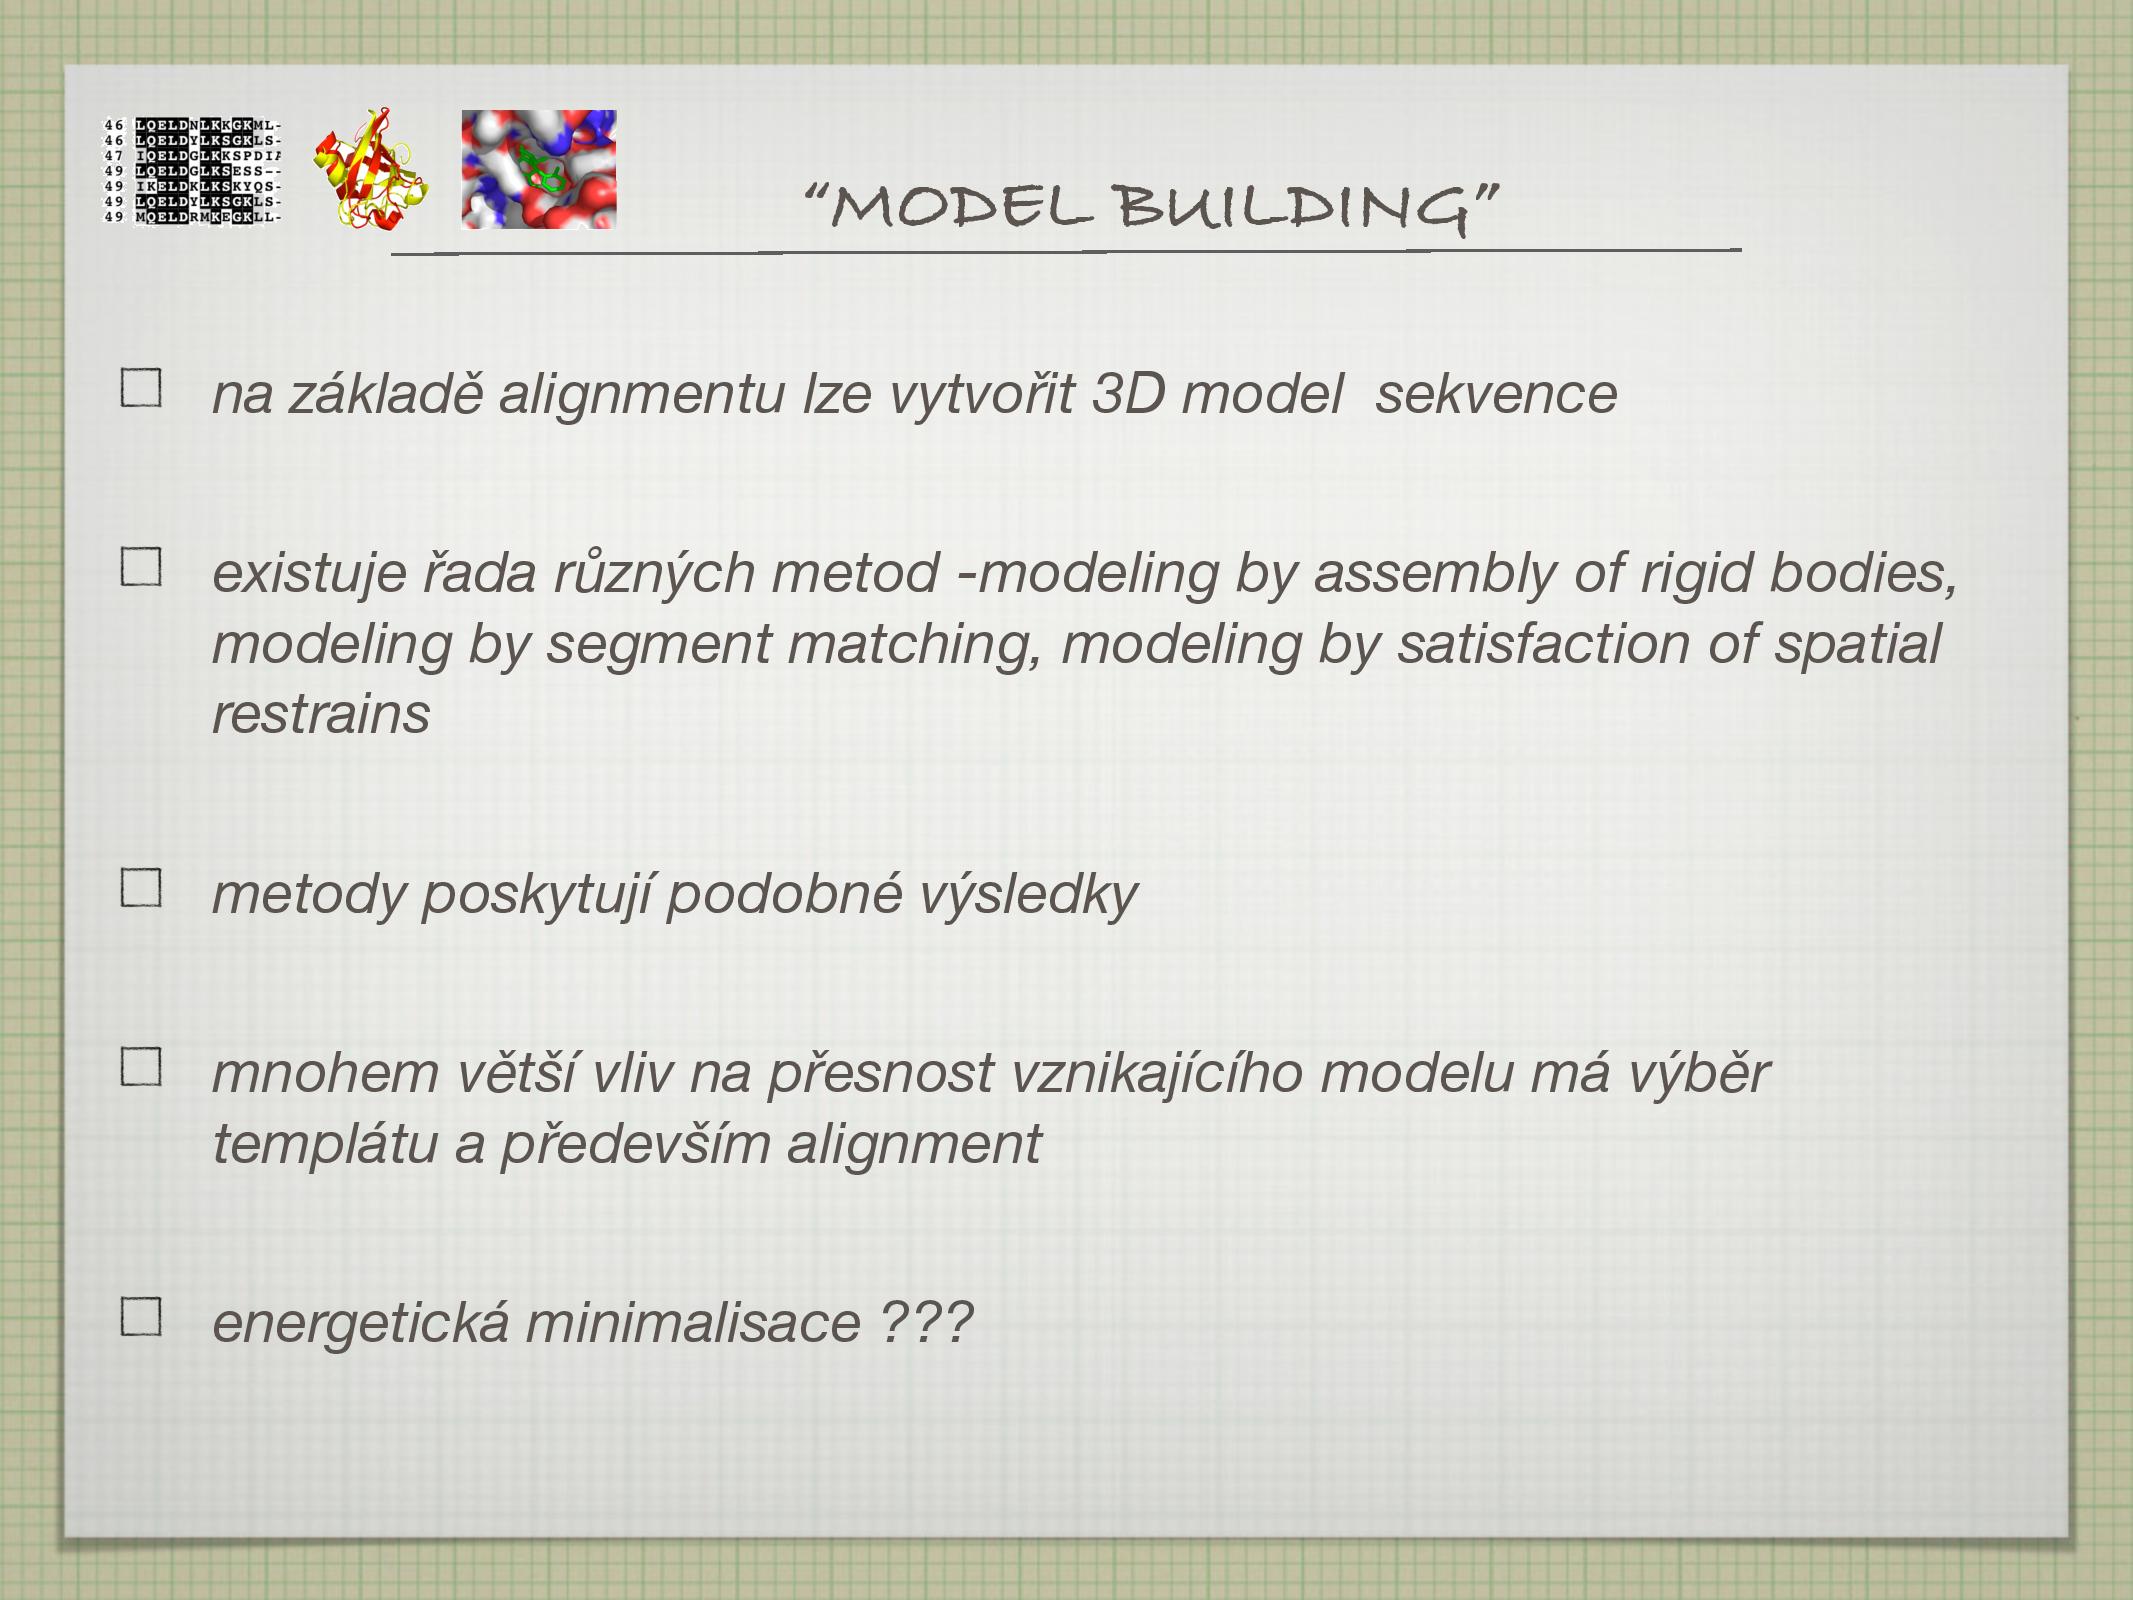 46 LQELDNLKKGKML-
46 LQELDYLKSGKLS-
47 IQELDGLKKSPDIA
49 LQELDGLKSESS--
49 IKELDKLKSKYQS-
49 LQELDYLKSGKLS-
49 MQELDRMKEGKLL-
“MODEL BUILDING”
na základě alignmentu lze vytvořit 3D model  sekvence
existuje řada různých metod -modeling by assembly of rigid bodies,
modeling by segment matching, modeling by satisfaction of spatial
restrains
metody poskytují podobné výsledky
mnohem větší vliv na přesnost vznikajícího modelu má výběr
templátu a především alignment
energetická minimalisace ???